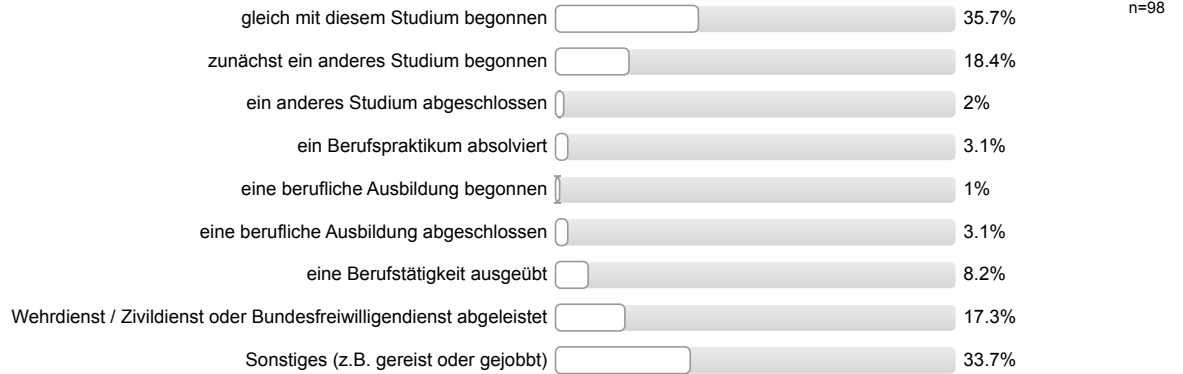 gleich mit diesem Studium begonnen 35.7% n=98
zunächst ein anderes Studium begonnen 18.4%
ein anderes Studium abgeschlossen 2%
ein Berufspraktikum absolviert 3.1%
eine berufliche Ausbildung begonnen 1%
eine berufliche Ausbildung abgeschlossen 3.1%
eine Berufstätigkeit ausgeübt 8.2%
Wehrdienst / Zivildienst oder Bundesfreiwilligendienst abgeleistet 17.3%
Sonstiges (z.B. gereist oder gejobbt) 33.7%